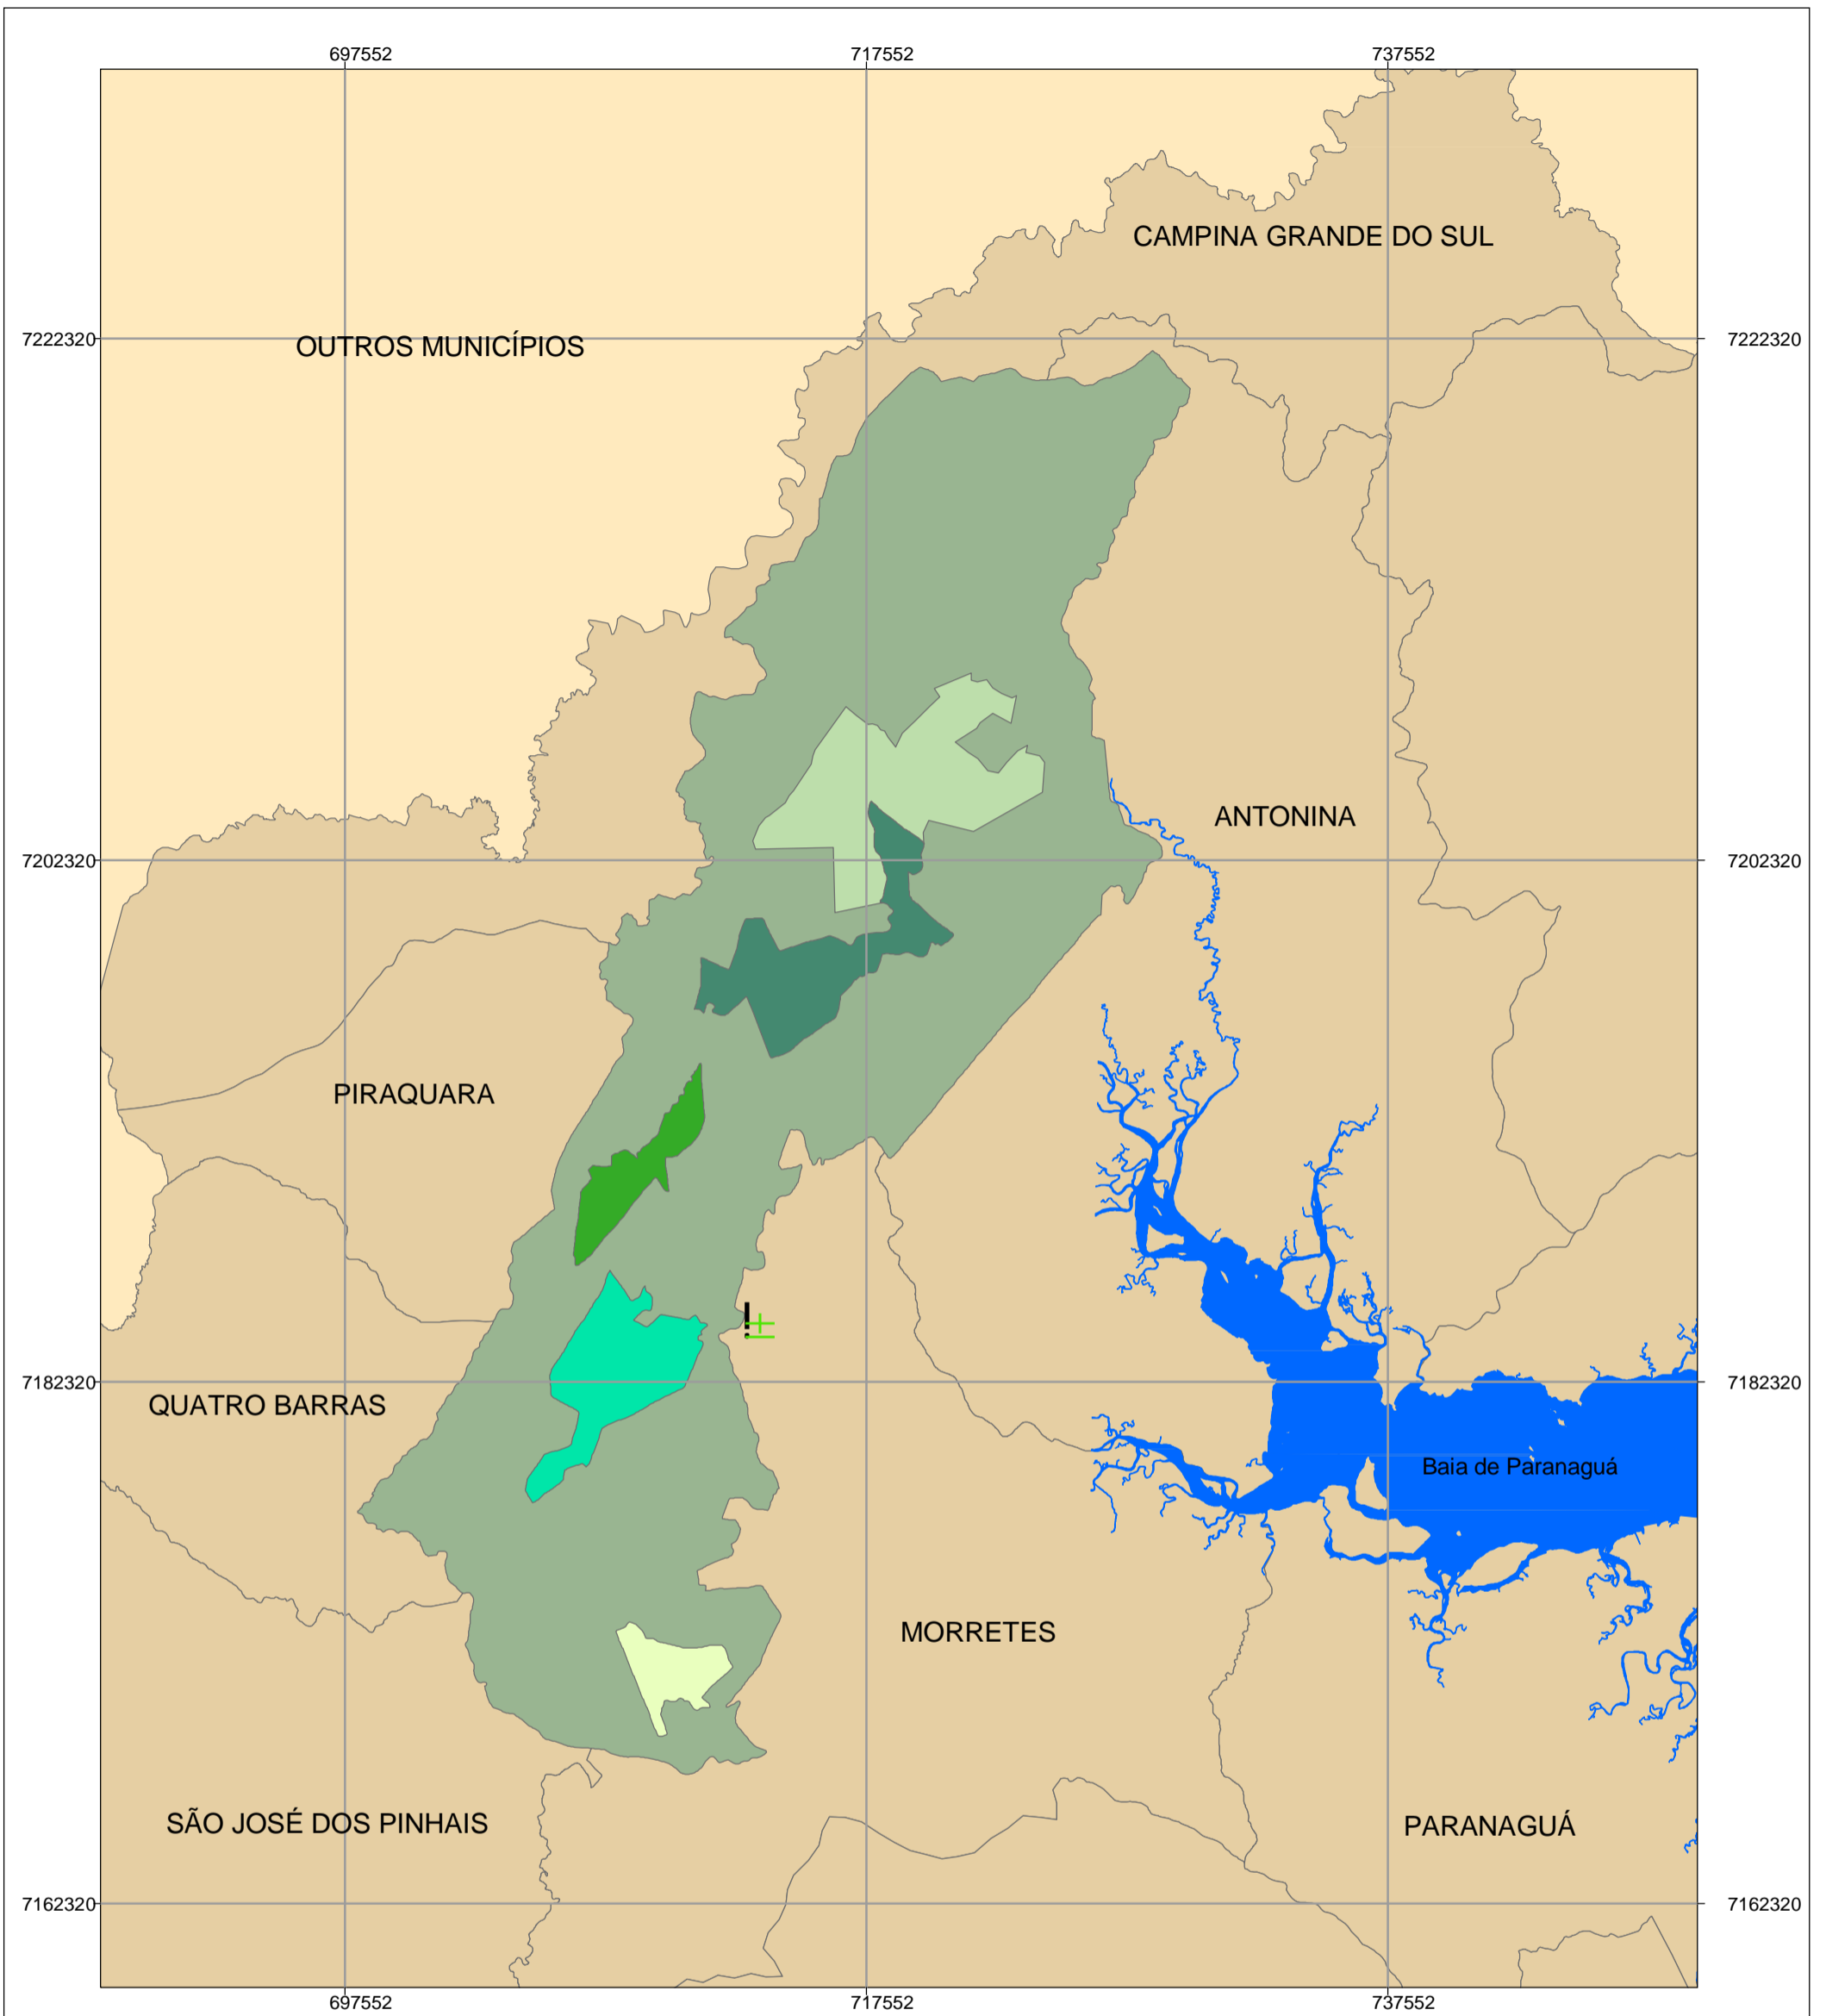 697552 717552 737552
CAMPINA GRANDE DO SUL
7222320 7222320
OUTROS MUNICÍPIOS
ANTONINA
7202320 7202320
PIRAQUARA
7182320 7182320
QUATRO BARRAS
Baia de Paranaguá
MORRETES
SÃO JOSÉ DOS PINHAIS
PARANAGUÁ
7162320 7162320
697552 717552 737552